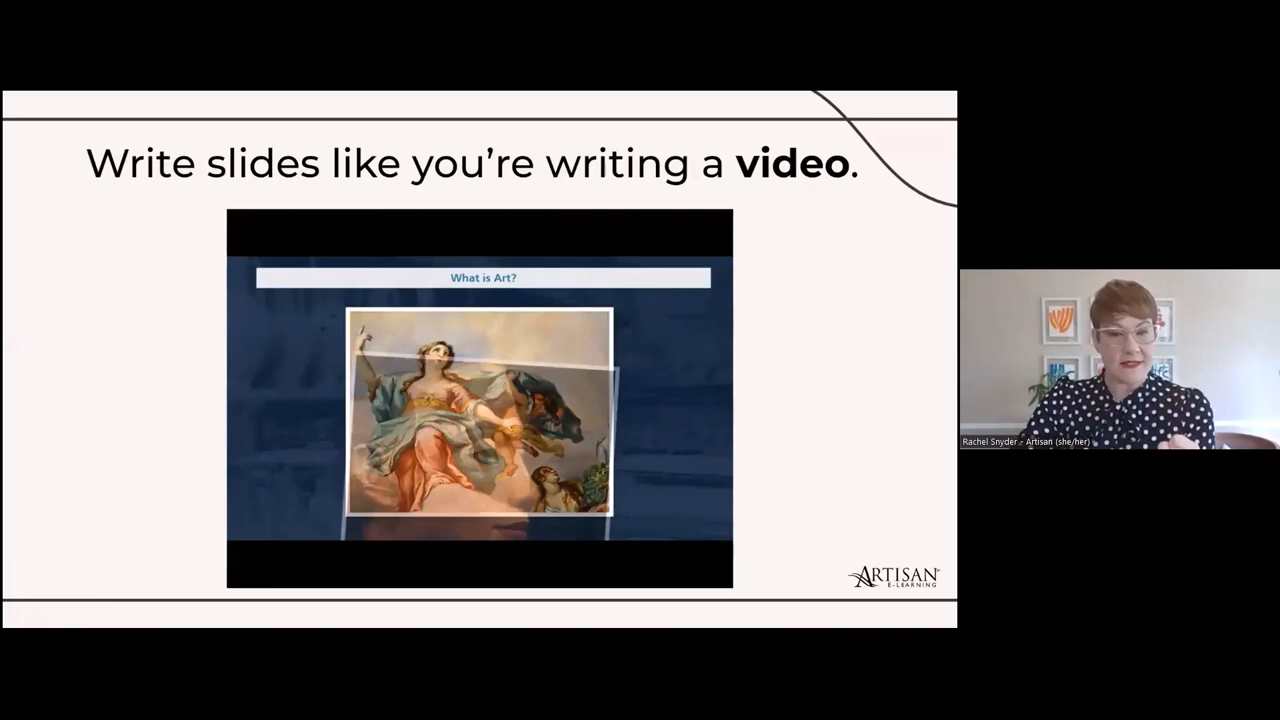 Write slides like you're writing a video.
What is Art?
ARTISAN
E-LEARNING
Rachel Snyder - Artisan (she/her)